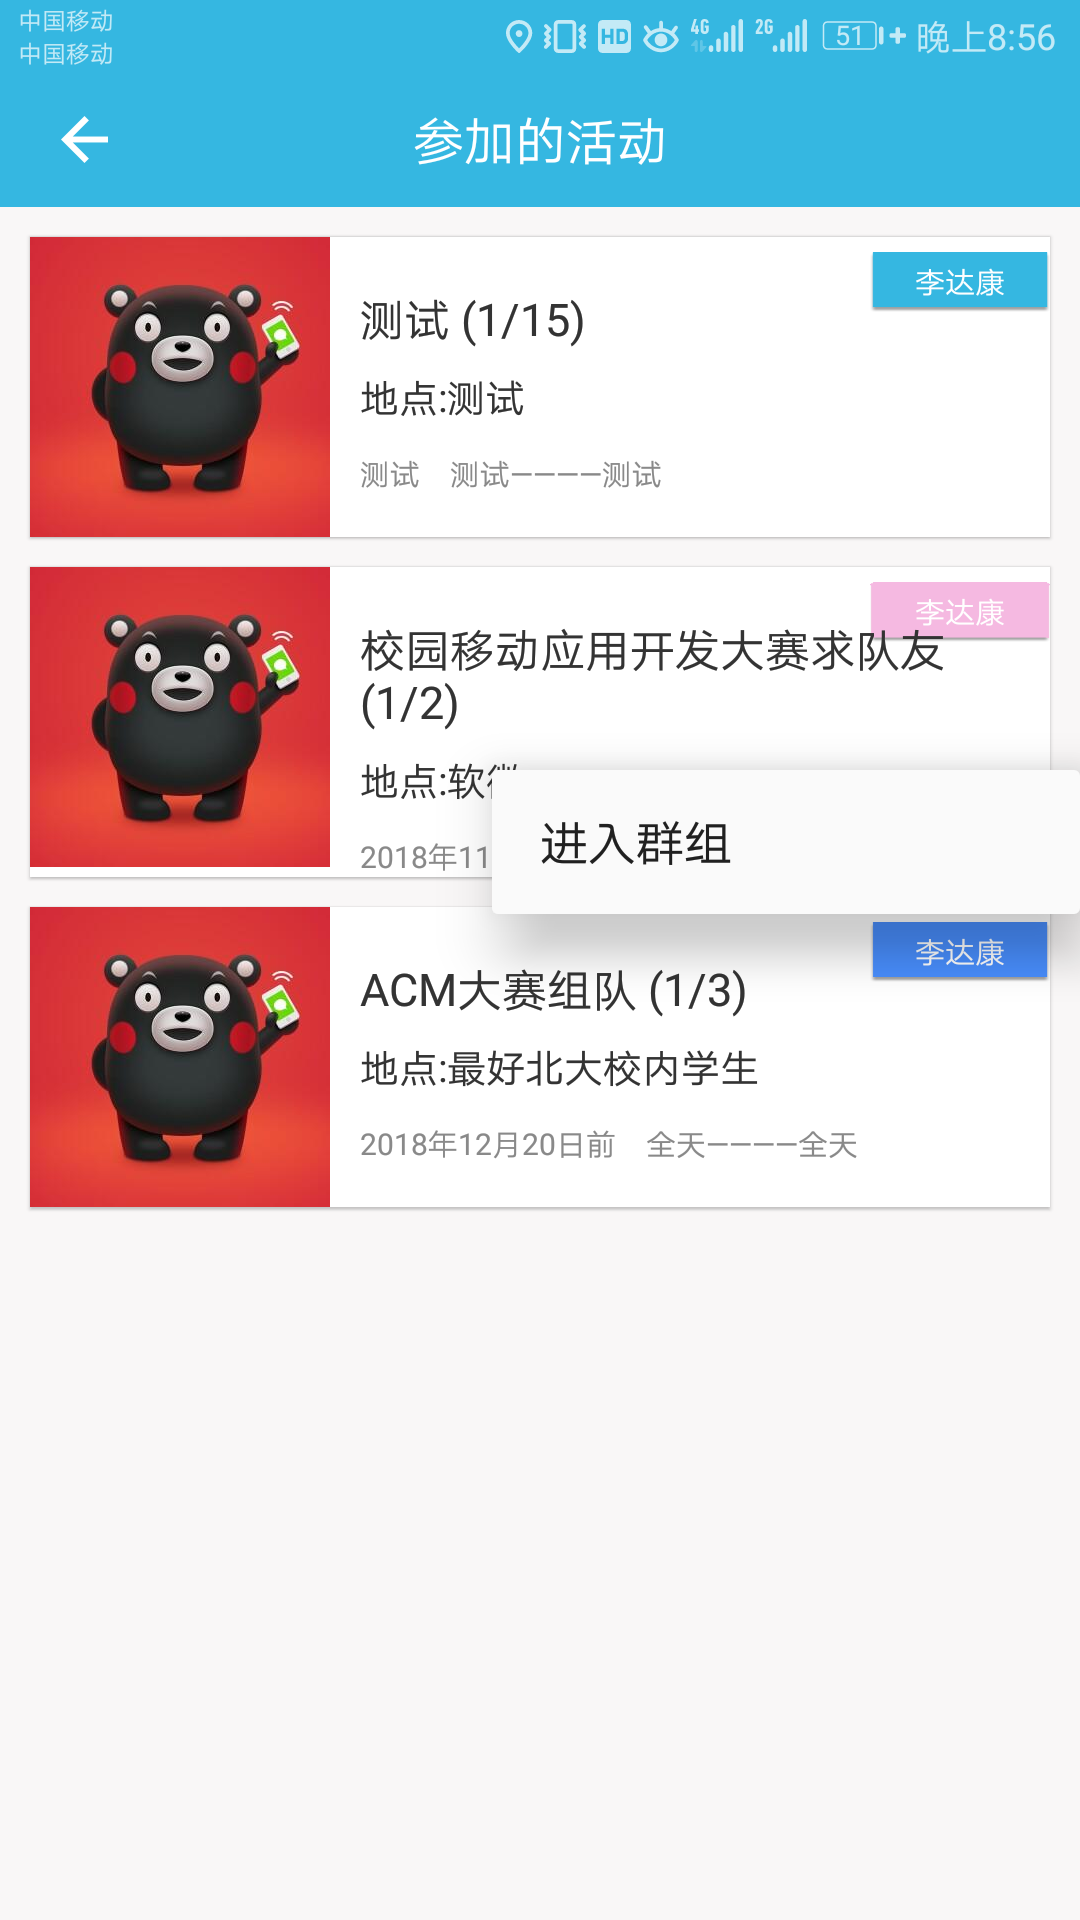 中国移动
中国移动
HD 4G 2G 51 晚上8:56
参加的活动
李达康
测试 (1/15)
地点:测试
测试 测试————测试
李达康
校园移动应用开发大赛求队友
(1/2)
地点:软
2018年11
进入群组
李达康
ACM大赛组队 (1/3)
地点:最好北大校内学生
2018年12月20日前 全天————全天